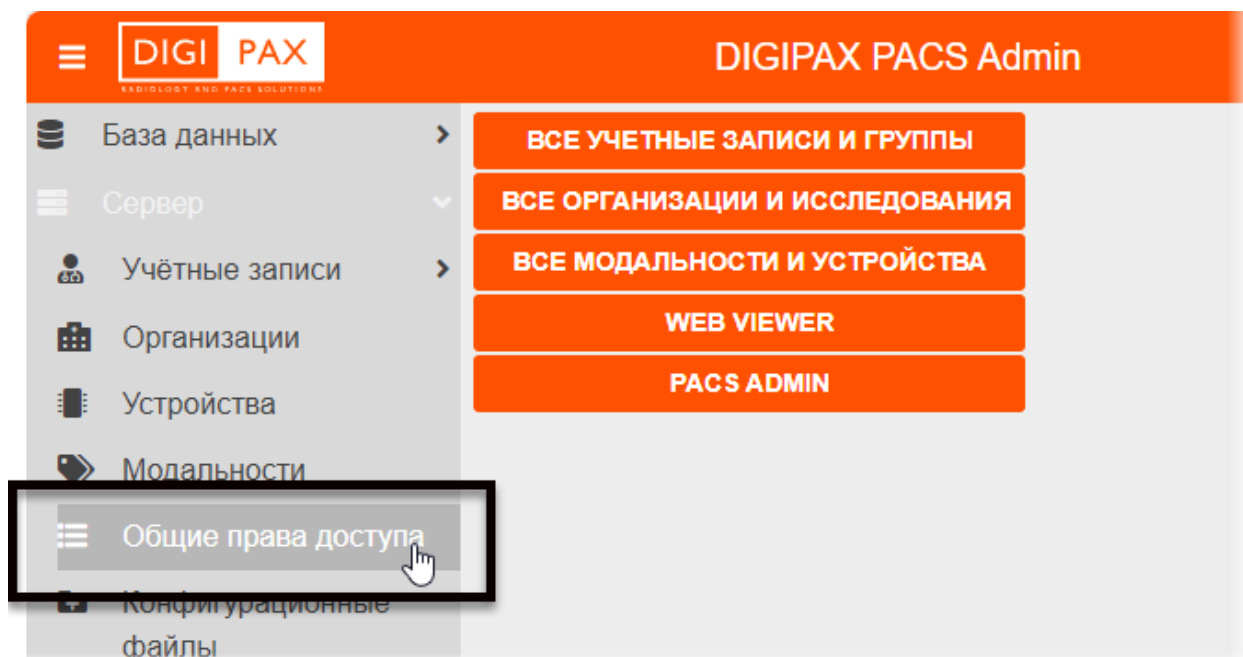 DIGI PAX
RADIOLOGY AND PACS SOLUTIONS
DIGIPAX PACS Admin
База данных
Сервер
Учётные записи
Организации
Устройства
Модальности
Общие права доступа
Конфигурационные
файлы
ВСЕ УЧЕТНЫЕ ЗАПИСИ И ГРУППЫ
ВСЕ ОРГАНИЗАЦИИ И ИССЛЕДОВАНИЯ
ВСЕ МОДАЛЬНОСТИ И УСТРОЙСТВА
WEB VIEWER
PACS ADMIN